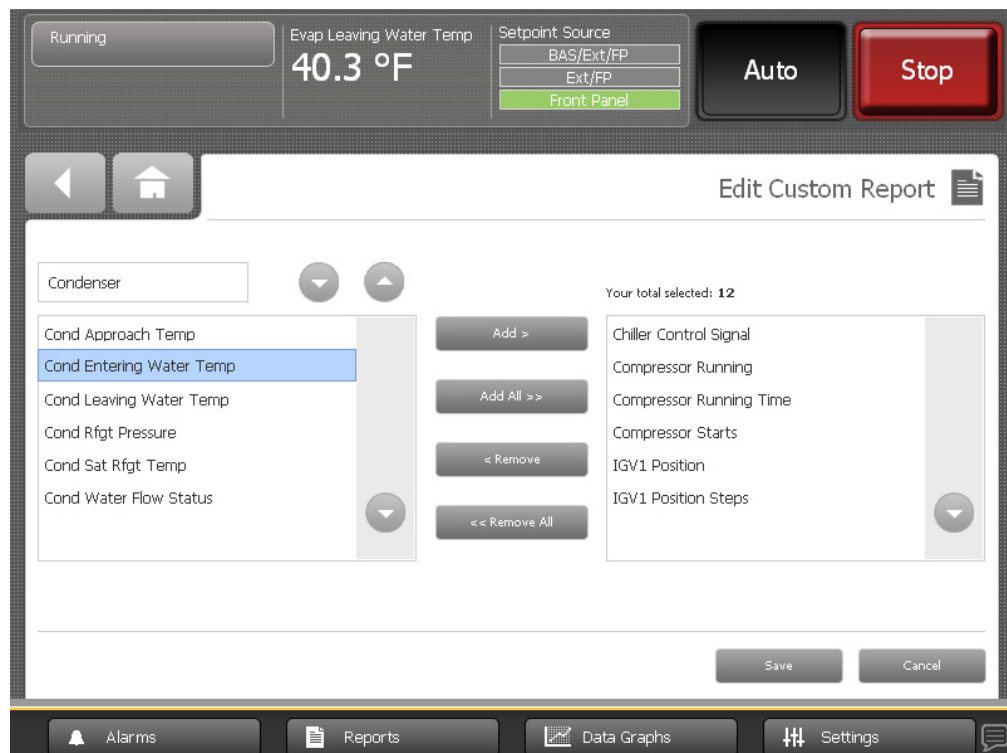 Running
Evap Leaving Water Temp
40.3 °F
Setpoint Source
BAS/Ext/FP
Ext/FP
Front Panel
Auto
Stop
Edit Custom Report
Condenser
Your total selected: 12
Cond Approach Temp
Cond Entering Water Temp
Cond Leaving Water Temp
Cond Rfgt Pressure
Cond Sat Rfgt Temp
Cond Water Flow Status
Add >
Add All >>
< Remove
<< Remove All
Chiller Control Signal
Compressor Running
Compressor Running Time
Compressor Starts
IGV1 Position
IGV1 Position Steps
Save
Cancel
Alarms
Reports
Data Graphs
Settings